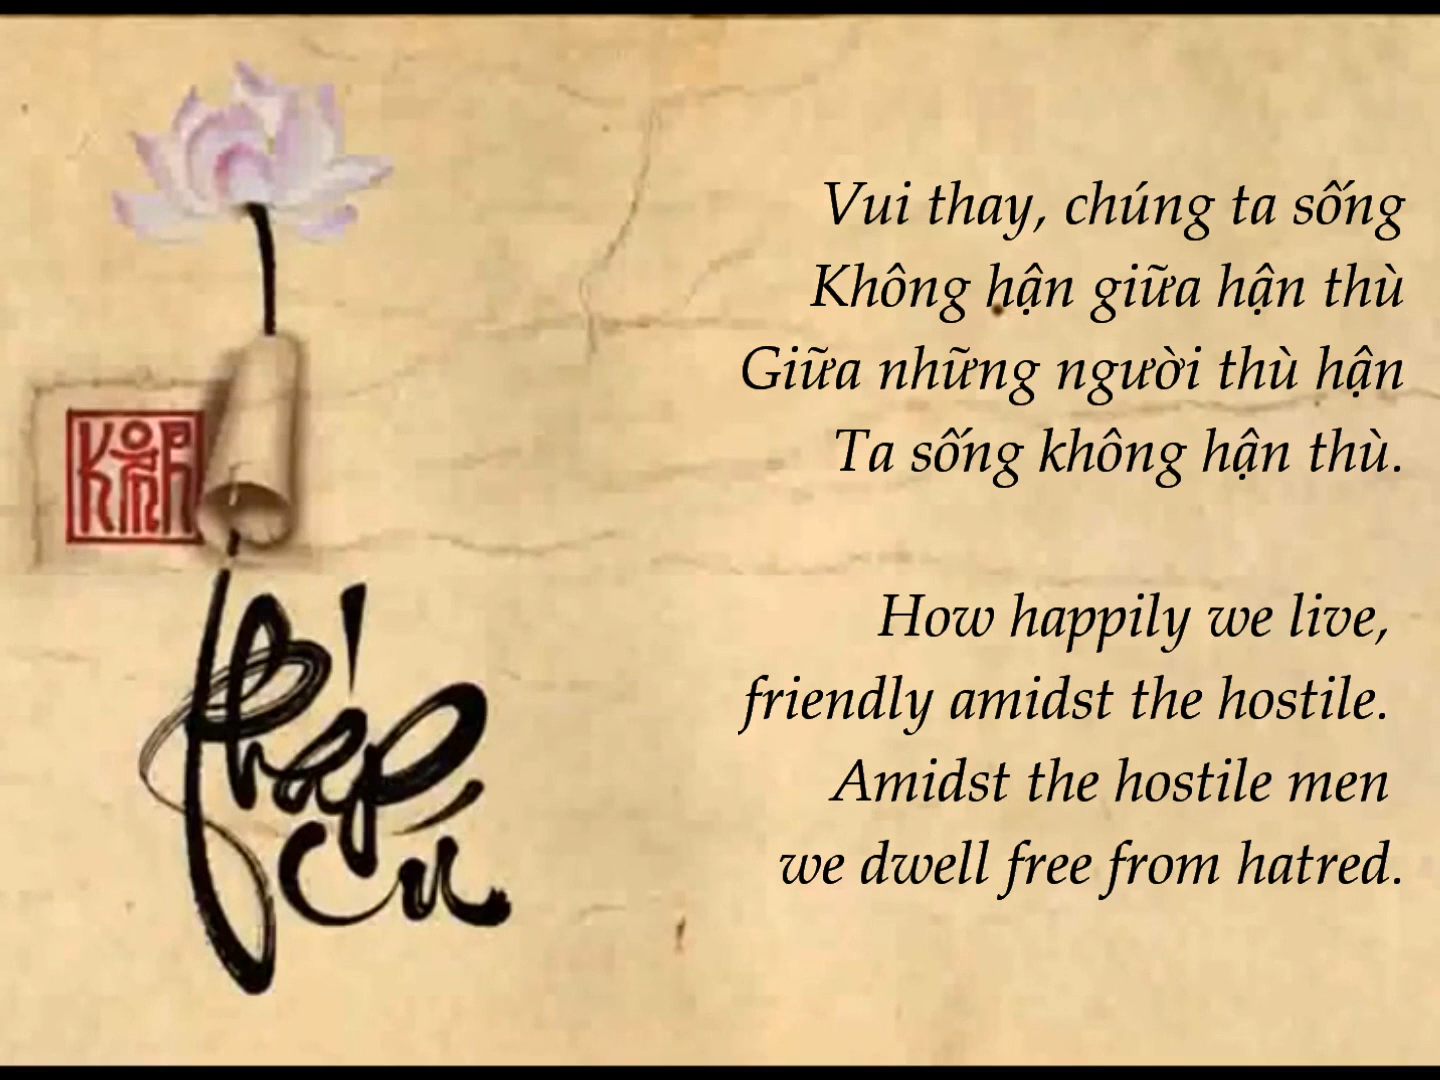 KINH
Pháp
Cú
Vui thay, chúng ta sống
Không hận giữa hận thù
Giữa những người thù hận
Ta sống không hận thù.
How happily we live,
friendly amidst the hostile.
Amidst the hostile men
we dwell free from hatred.